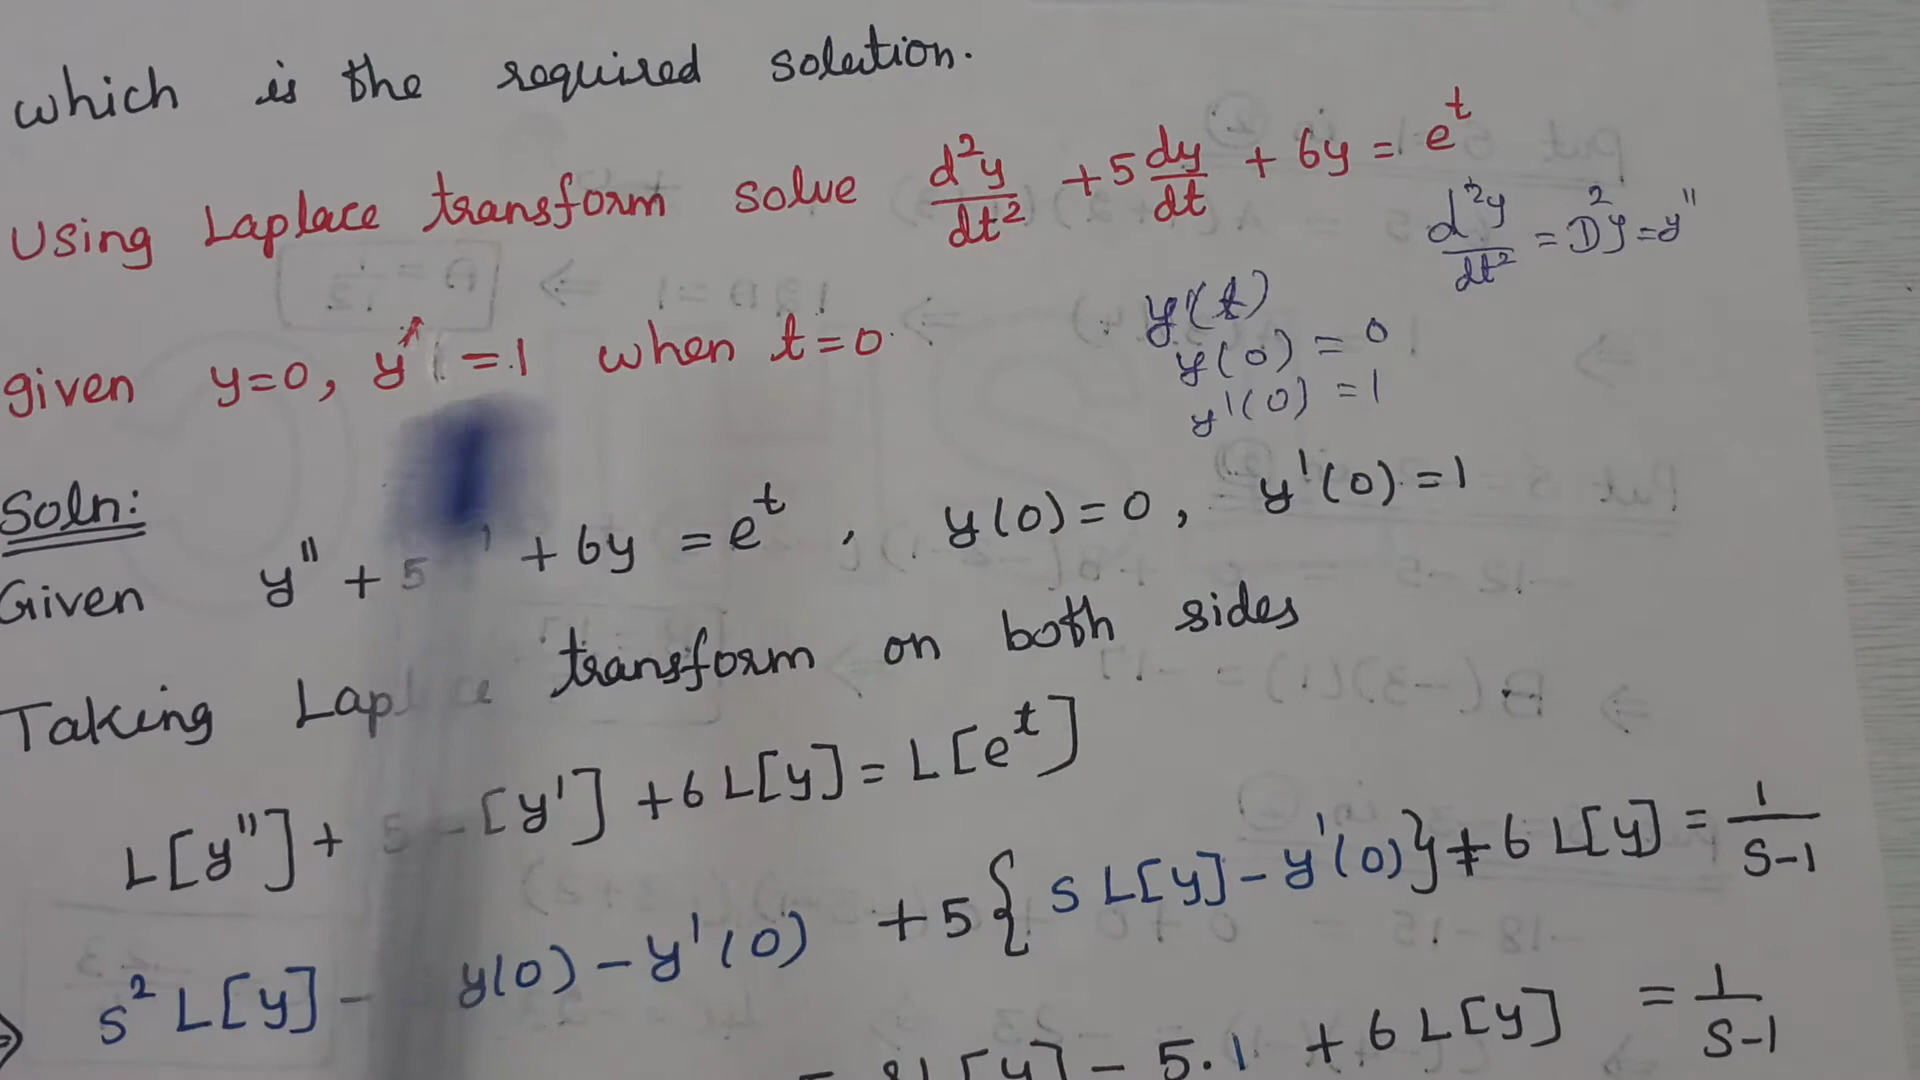 which is the required solution.
Using Laplace transform solve d²y/dt² + 5 dy/dt + 6y = e^t
d²y/dt² = D²y = y''
given y=0, y' = 1 when t=0.
y(t)
y(0) = 0
y'(0) = 1
Soln:
Given y'' + 5 ' + 6y = e^t , y(0) = 0 , y'(0) = 1
Taking Laplace transform on both sides
L[y''] + 5 [y'] + 6 L[y] = L[e^t]
s² L[y] - y(0) - y'(0) + 5 { s L[y] - y'(0) } + 6 L[y] = 1/(s-1)
L[y] - 5.1 + 6 L[y] = 1/(s-1)